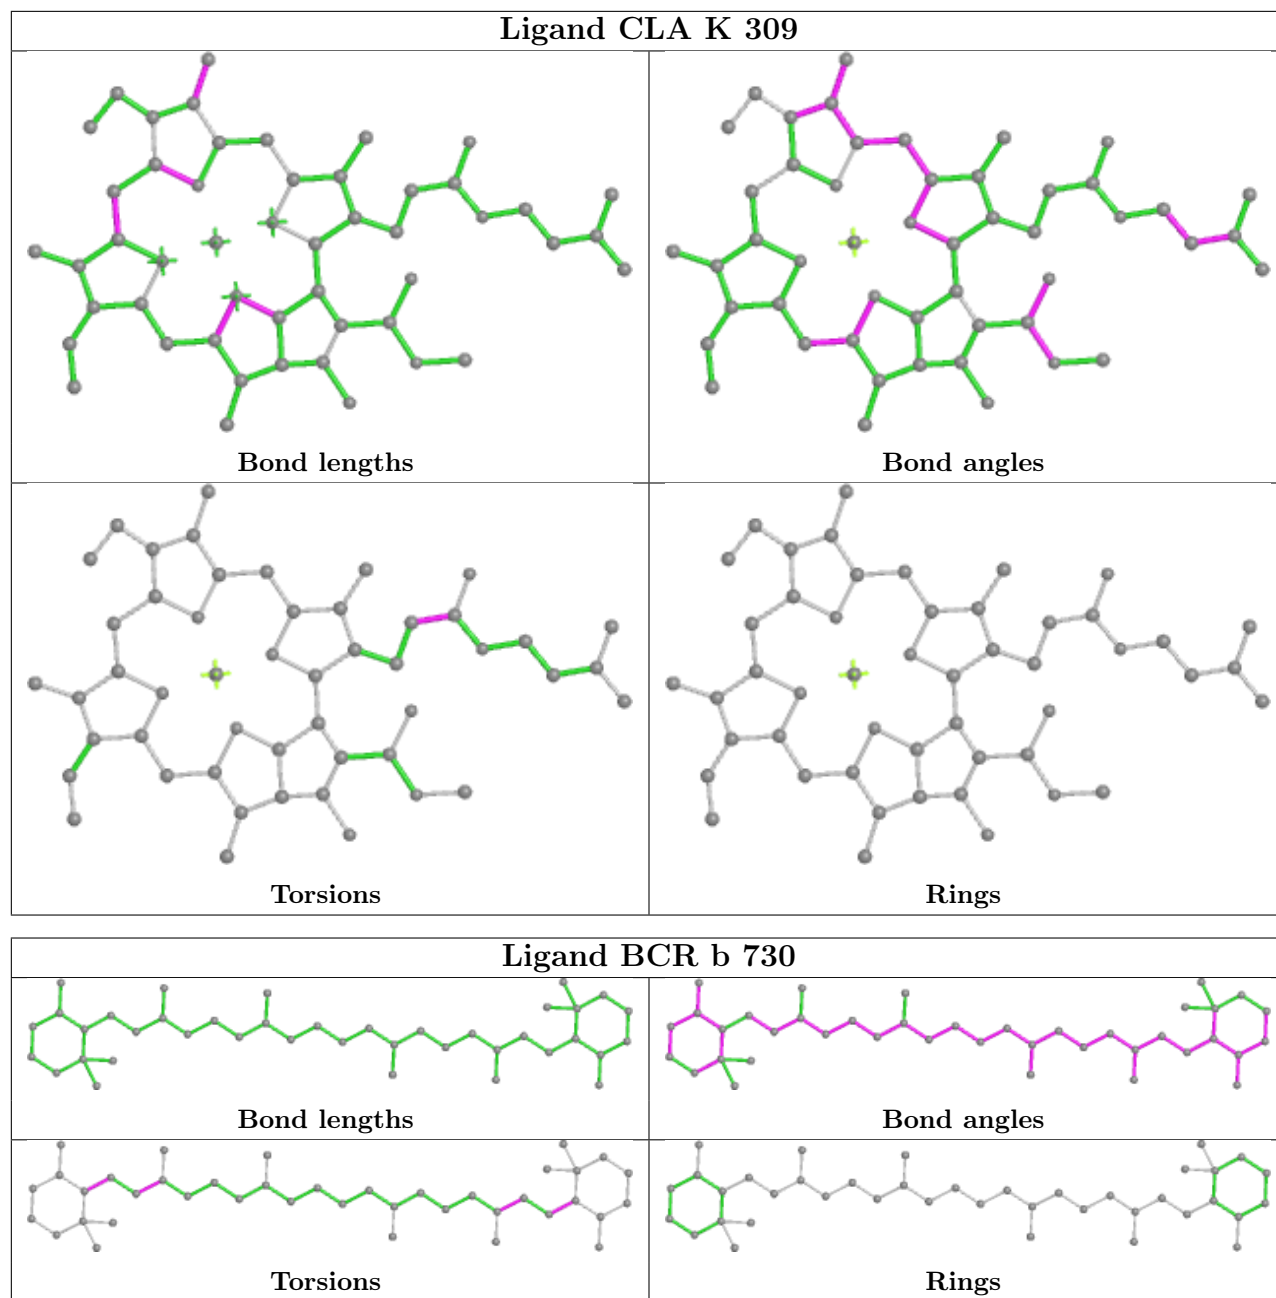 Ligand CLA K 309
Bond lengths
Bond angles
Torsions
Rings
Ligand BCR b 730
Bond lengths
Bond angles
Torsions
Rings